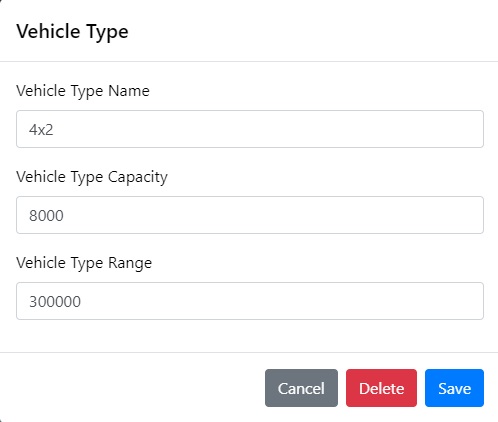 Vehicle Type
Vehicle Type Name
4x2
Vehicle Type Capacity
8000
Vehicle Type Range
300000
Cancel Delete Save